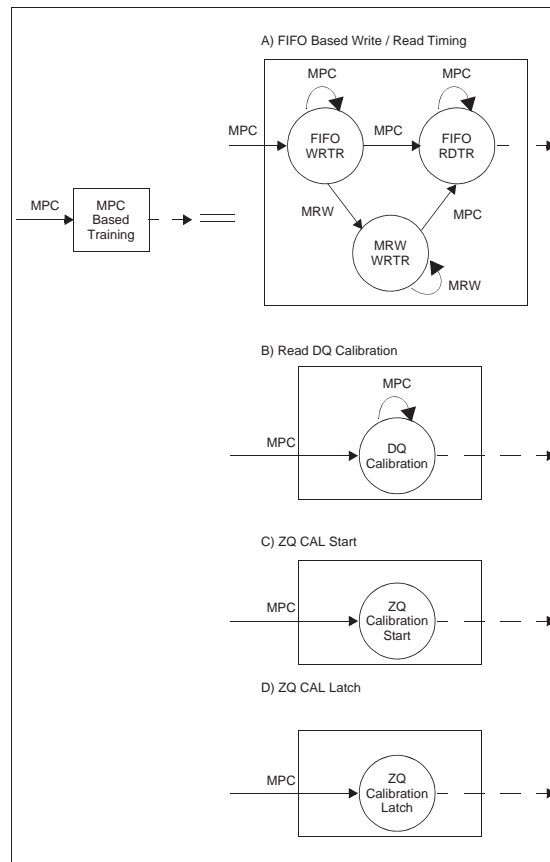 A) FIFO Based Write / Read Timing
MPC
MPC
MPC
FIFO
WRTR
MPC
FIFO
RDTR
MPC
MPC
Based
Training
MRW
MPC
MRW
WRTR
MRW
B) Read DQ Calibration
MPC
MPC
DQ
Calibration
C) ZQ CAL Start
MPC
ZQ
Calibration
Start
D) ZQ CAL Latch
MPC
ZQ
Calibration
Latch